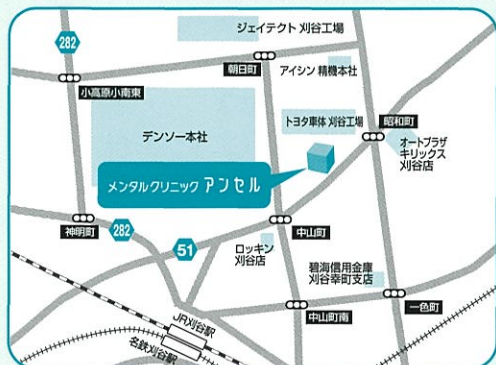 ジェイテクト 刈谷工場
282
朝日町
アイシン 精機本社
小高原小南東
トヨタ車体 刈谷工場
昭和町
デンソー本社
オートプラザ
キリックス
刈谷店
メンタルクリニック アンセル
神明町
282
51
中山町
ロッキン
刈谷店
碧海信用金庫
刈谷幸町支店
JR刈谷駅
中山町南
一色町
名鉄刈谷駅